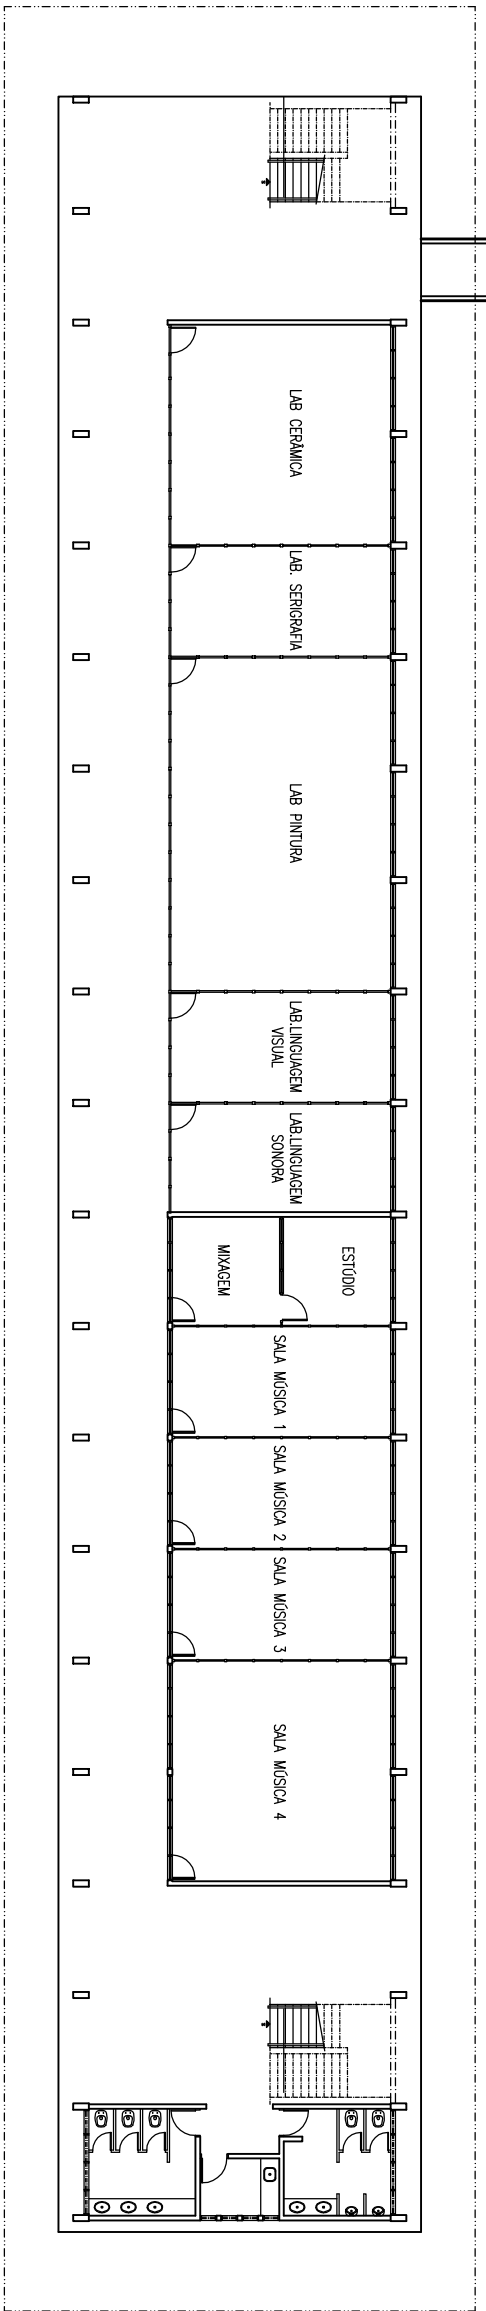 LAB CERÂMICA
LAB. SERIGRAFIA
LAB PINTURA
LAB.LINGUAGEM
VISUAL
LAB.LINGUAGEM
SONORA
ESTÚDIO
MIXAGEM
SALA MÚSICA 1
SALA MÚSICA 2
SALA MÚSICA 3
SALA MÚSICA 4